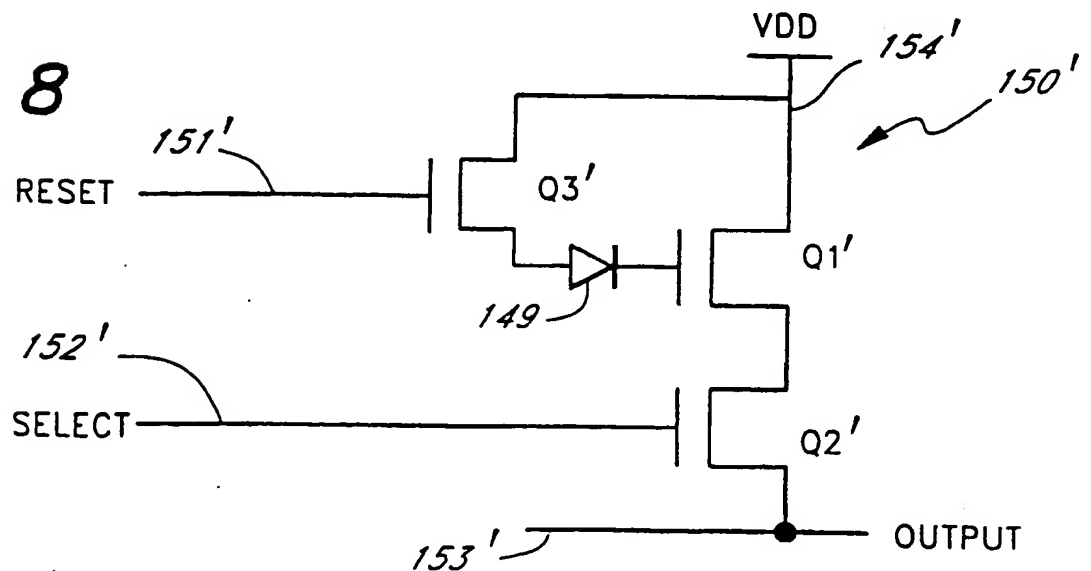 8
VDD
154'
150'
151'
RESET
Q3'
Q1'
149
152'
SELECT
Q2'
153'
OUTPUT